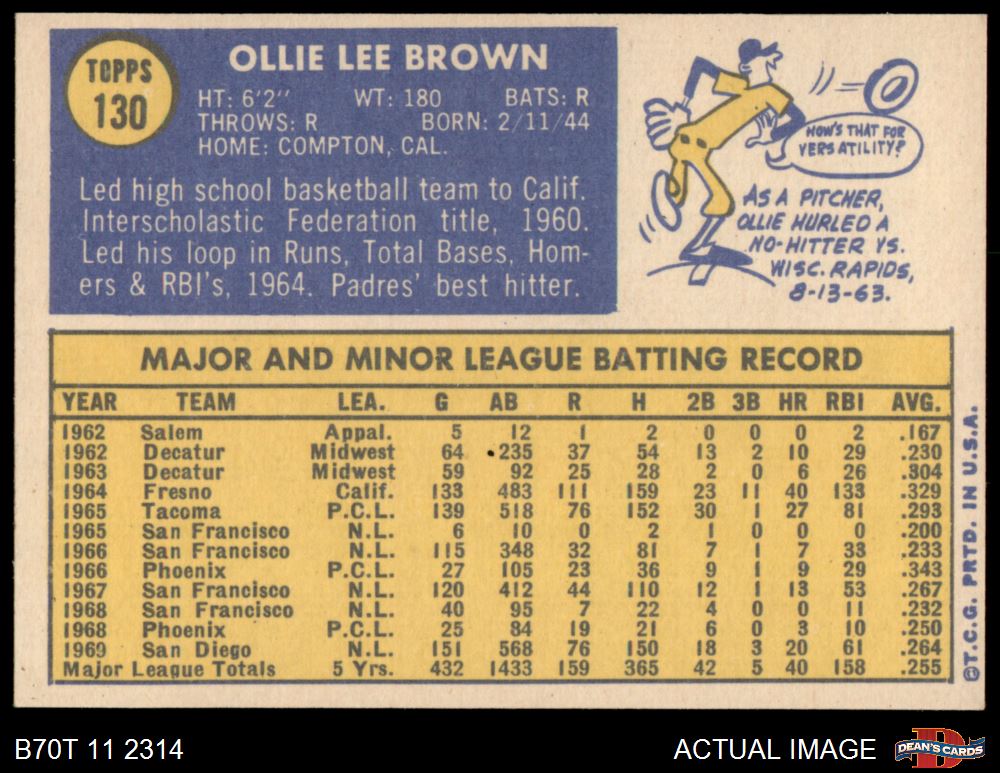 TOPPS
130
OLLIE LEE BROWN
HT: 6'2" WT: 180 BATS: R
THROWS: R BORN: 2/11/44
HOME: COMPTON, CAL.
Led high school basketball team to Calif.
Interscholastic Federation title, 1960.
Led his loop in Runs, Total Bases, Hom-
ers & RBI's, 1964. Padres' best hitter.
HOW'S THAT FOR
VERSATILITY?
AS A PITCHER,
OLLIE HURLED A
NO-HITTER VS.
WISC. RAPIDS,
8-13-63.
MAJOR AND MINOR LEAGUE BATTING RECORD
YEAR TEAM LEA. G AB R H 2B 3B HR RBI AVG.
1962 Salem Appal. 5 12 1 2 0 0 0 2 .167
1962 Decatur Midwest 64 235 37 54 13 2 10 29 .230
1963 Decatur Midwest 59 92 25 28 2 0 6 26 .304
1964 Fresno Calif. 133 483 111 159 23 11 40 133 .329
1965 Tacoma P.C.L. 139 518 76 152 30 1 27 81 .293
1965 San Francisco N.L. 6 10 0 2 1 0 0 0 .200
1966 San Francisco N.L. 115 348 32 81 7 1 7 33 .233
1966 Phoenix P.C.L. 27 105 23 36 9 1 9 29 .343
1967 San Francisco N.L. 120 412 44 110 12 1 13 53 .267
1968 San Francisco N.L. 40 95 7 22 4 0 0 11 .232
1968 Phoenix P.C.L. 25 84 19 21 6 0 3 10 .250
1969 San Diego N.L. 151 568 76 150 18 3 20 61 .264
Major League Totals 5 Yrs. 432 1433 159 365 42 5 40 158 .255
©T.C.G. PRTD. IN U.S.A.
B70T 11 2314
ACTUAL IMAGE
D
DEAN'S CARDS